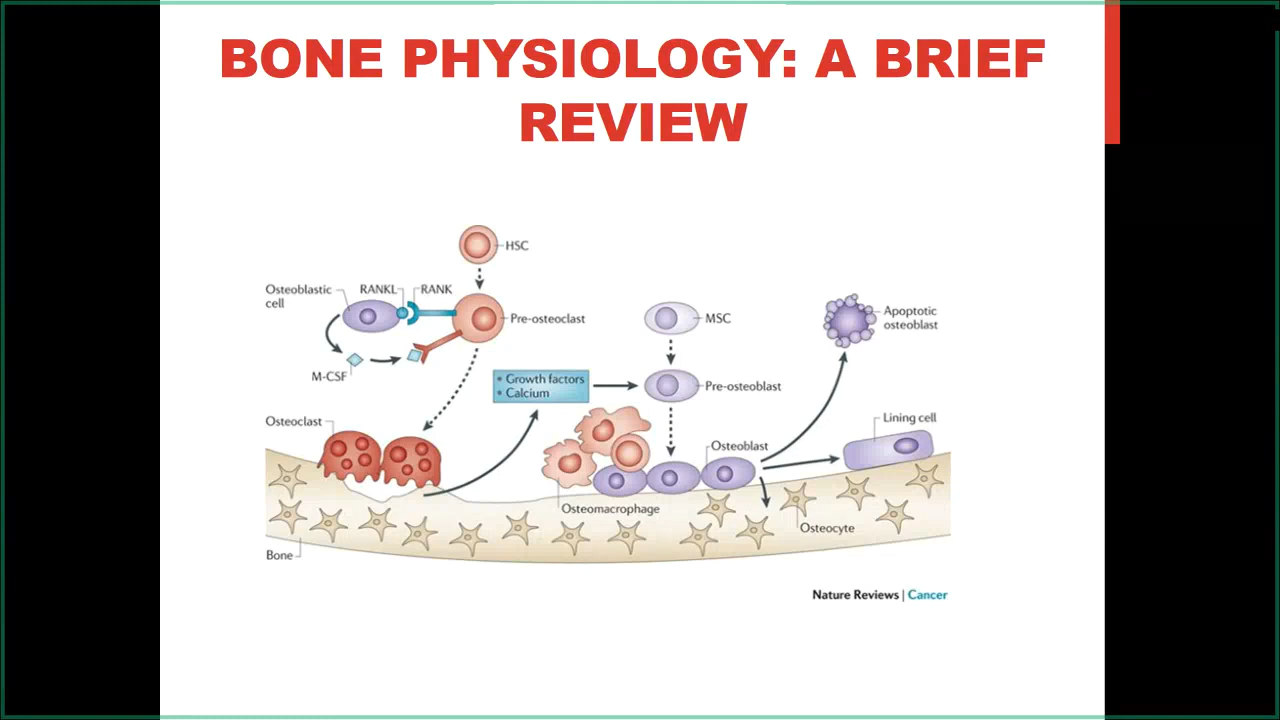 BONE PHYSIOLOGY: A BRIEF
REVIEW
HSC
Osteoblastic
cell
RANKL
RANK
Pre-osteoclast
M-CSF
MSC
Apoptotic
osteoblast
• Growth factors
• Calcium
Pre-osteoblast
Osteoclast
Lining cell
Osteoblast
Osteomacrophage
Osteocyte
Bone
Nature Reviews | Cancer